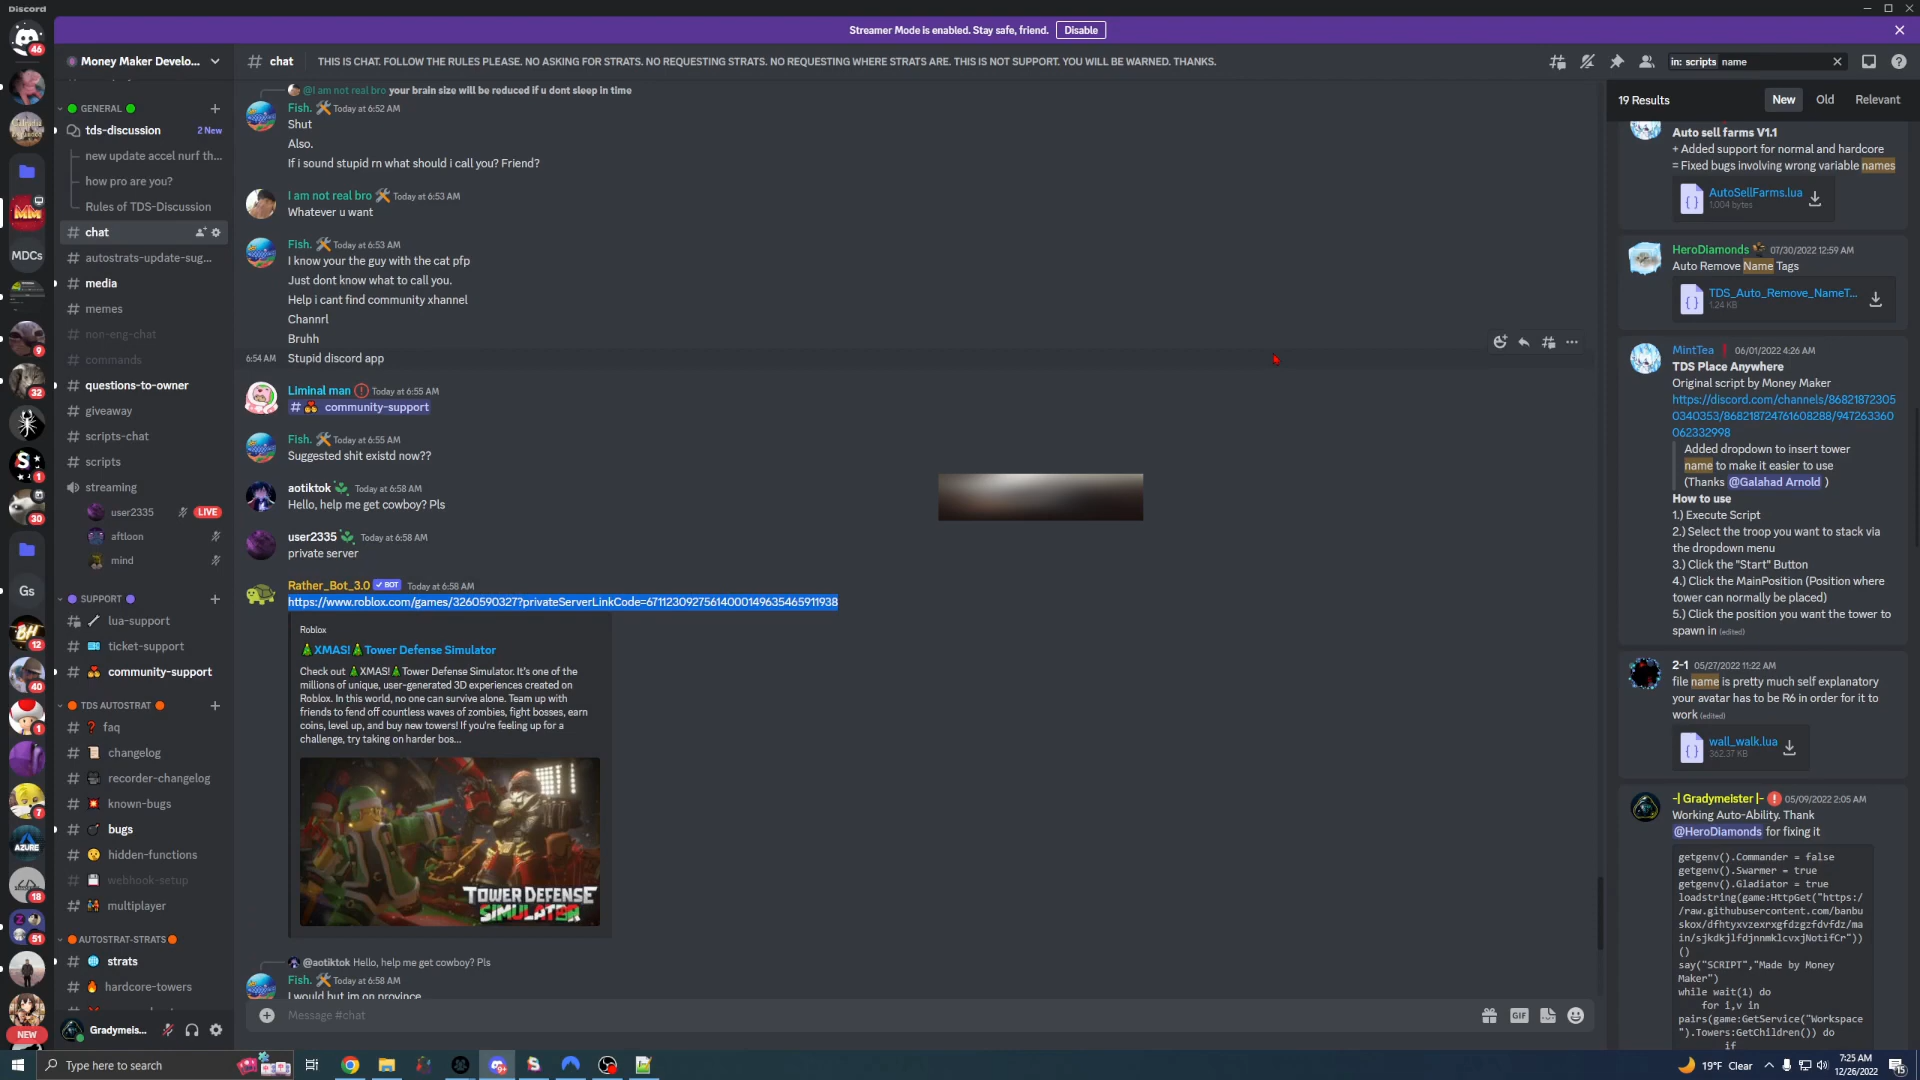 Discord
Streamer Mode is enabled. Stay safe, friend. Disable
Money Maker Develo...
# chat THIS IS CHAT. FOLLOW THE RULES PLEASE. NO ASKING FOR STRATS. NO REQUESTING STRATS. NO REQUESTING WHERE STRATS ARE. THIS IS NOT SUPPORT. YOU WILL BE WARNED. THANKS.
in: scripts name
46
GENERAL
tds-discussion 2 New
new update accel nurf th...
how pro are you?
Rules of TDS-Discussion
# chat
# autostrats-update-sug...
# media
# memes
# non-eng-chat
# commands
# questions-to-owner
# giveaway
# scripts-chat
# scripts
streaming
user2335 LIVE
aftloon
mind
SUPPORT
lua-support
# ticket-support
# community-support
TDS AUTOSTRAT
# faq
# changelog
# recorder-changelog
# known-bugs
# bugs
# hidden-functions
# webhook-setup
# multiplayer
AUTOSTRAT-STRATS
# strats
# hardcore-towers
MM
MDCs
9
32
S
1
30
Gs
BH
12
40
1
7
AZURE
18
51
NEW
Gradymeis...
@I am not real bro your brain size will be reduced if u dont sleep in time
Fish. Today at 6:52 AM
Shut
Also.
If i sound stupid rn what should i call you? Friend?
I am not real bro Today at 6:53 AM
Whatever u want
Fish. Today at 6:53 AM
I know your the guy with the cat pfp
Just dont know what to call you.
Help i cant find community xhannel
Channrl
Bruhh
6:54 AM Stupid discord app
Liminal man Today at 6:55 AM
# community-support
Fish. Today at 6:55 AM
Suggested shit existd now??
aotiktok Today at 6:58 AM
Hello, help me get cowboy? Pls
user2335 Today at 6:58 AM
private server
Rather_Bot_3.0 BOT Today at 6:58 AM
https://www.roblox.com/games/3260590327?privateServerLinkCode=67112309275614000149635465911938
Roblox
XMAS! Tower Defense Simulator
Check out XMAS! Tower Defense Simulator. It's one of the
millions of unique, user-generated 3D experiences created on
Roblox. In this world, no one can survive alone. Team up with
friends to fend off countless waves of zombies, fight bosses, earn
coins, level up, and buy new towers! If you're feeling up for a
challenge, try taking on harder bos...
TOWER DEFENSE
SIMULATOR
@aotiktok Hello, help me get cowboy? Pls
Fish. Today at 6:58 AM
I would but im on province
Message #chat
GIF
19 Results New Old Relevant
Auto sell farms V1.1
+ Added support for normal and hardcore
= Fixed bugs involving wrong variable names
AutoSellFarms.lua
1,004 bytes
HeroDiamonds 07/30/2022 12:59 AM
Auto Remove Name Tags
TDS_Auto_Remove_NameT...
1.24 KB
MintTea 06/01/2022 4:26 AM
TDS Place Anywhere
Original script by Money Maker
https://discord.com/channels/86821872305
0340353/868218724761608288/947263360
062332998
Added dropdown to insert tower
name to make it easier to use
(Thanks @Galahad Arnold )
How to use
1.) Execute Script
2.) Select the troop you want to stack via
the dropdown menu
3.) Click the "Start" Button
4.) Click the MainPosition (Position where
tower can normally be placed)
5.) Click the position you want the tower to
spawn in (edited)
2-1 05/27/2022 11:22 AM
file name is pretty much self explanatory
your avatar has to be R6 in order for it to
work (edited)
wall_walk.lua
362.37 KB
-| Gradymeister |- 05/09/2022 2:05 AM
Working Auto-Ability. Thank
@HeroDiamonds for fixing it
getgenv().Commander = false
getgenv().Swarmer = true
getgenv().Gladiator = true
loadstring(game:HttpGet("https:/
/raw.githubusercontent.com/banbu
skox/dfhtyxvzexrxgfdzgzfdvfdz/ma
in/sjkdkjlfdjnnmklcvxjNotifCr"))
()
say("SCRIPT","Made by Money
Maker")
while wait(1) do
for i,v in
pairs(game:GetService("Workspace
").Towers:GetChildren()) do
if
Type here to search
19°F Clear
7:25 AM
12/26/2022
15